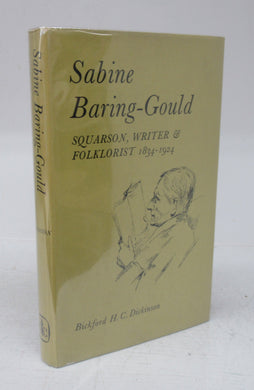 Sabine
Baring-Gould
SQUARSON, WRITER &
FOLKLORIST 1834-1924
Bickford H. C. Dickinson
Sabine
Baring-Gould